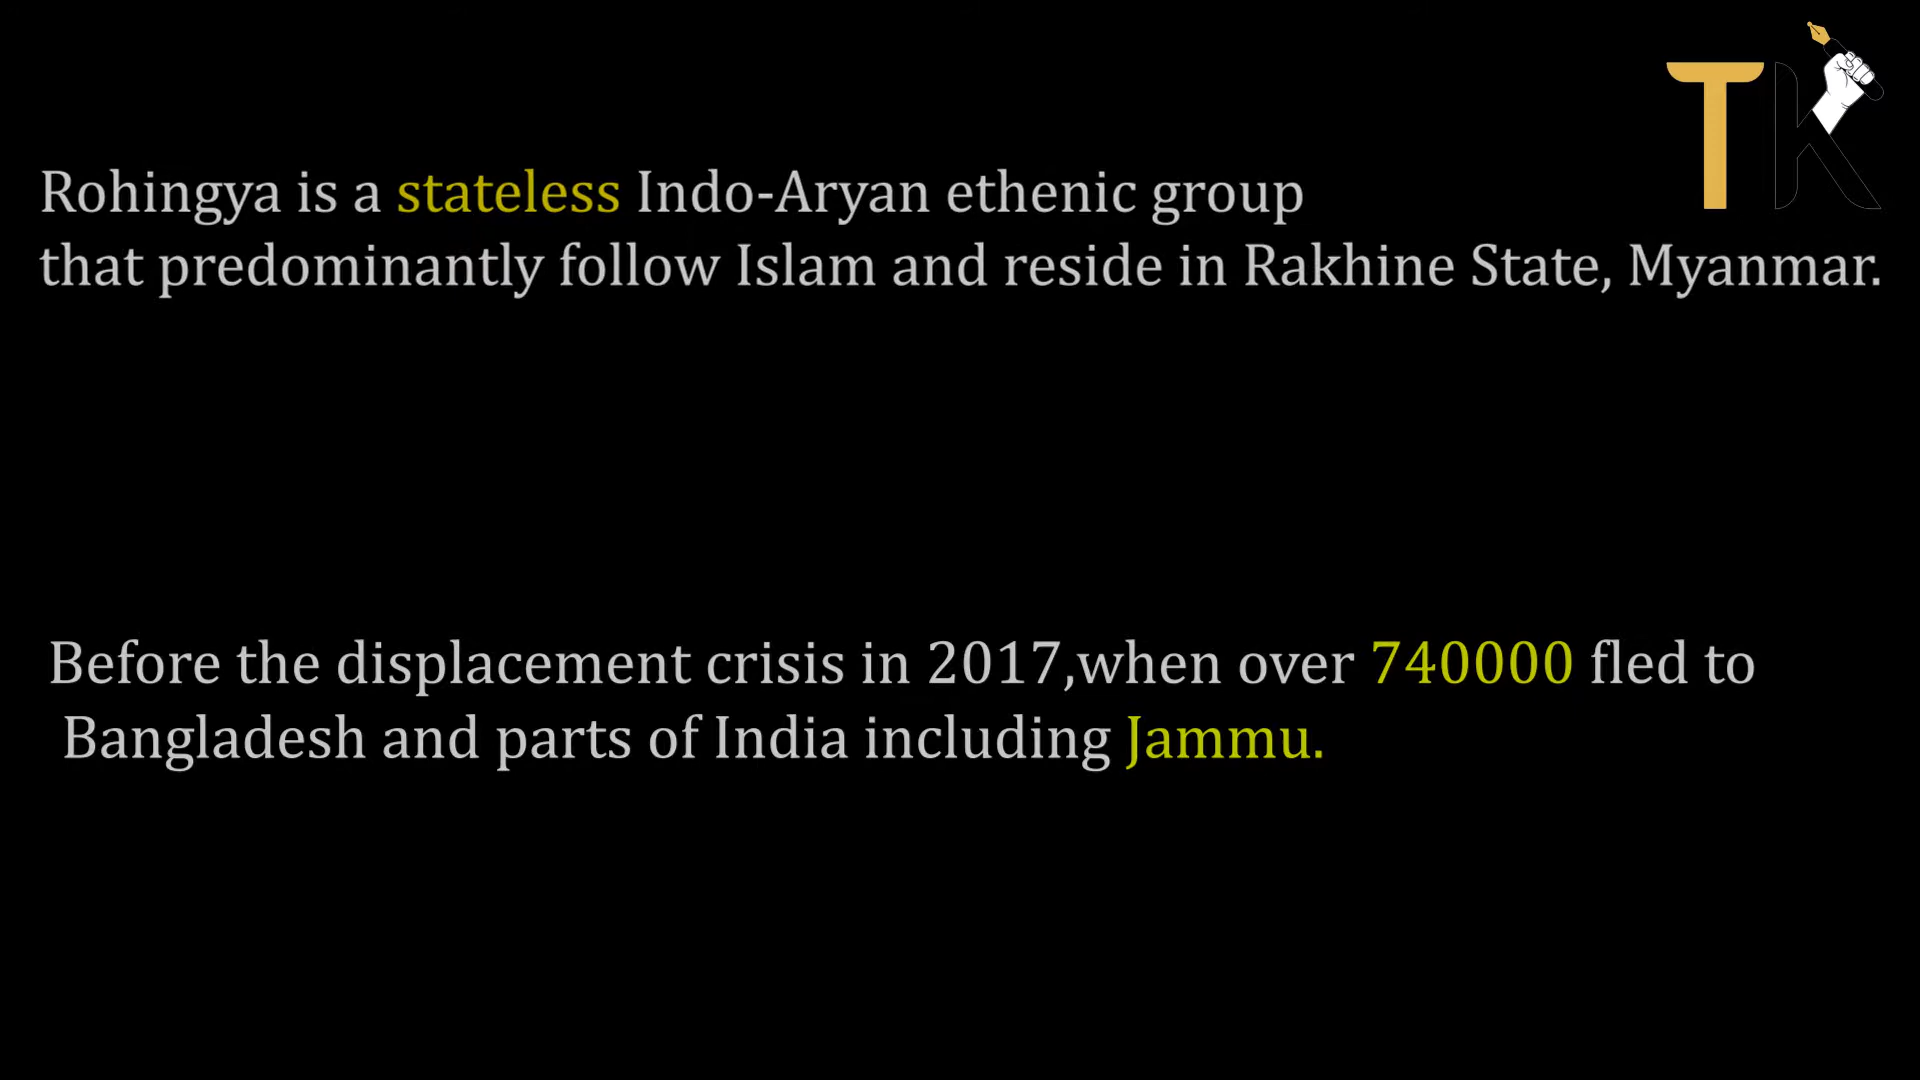 TK
Rohingya is a stateless Indo-Aryan ethenic group
that predominantly follow Islam and reside in Rakhine State, Myanmar.
Before the displacement crisis in 2017,when over 740000 fled to
Bangladesh and parts of India including Jammu.